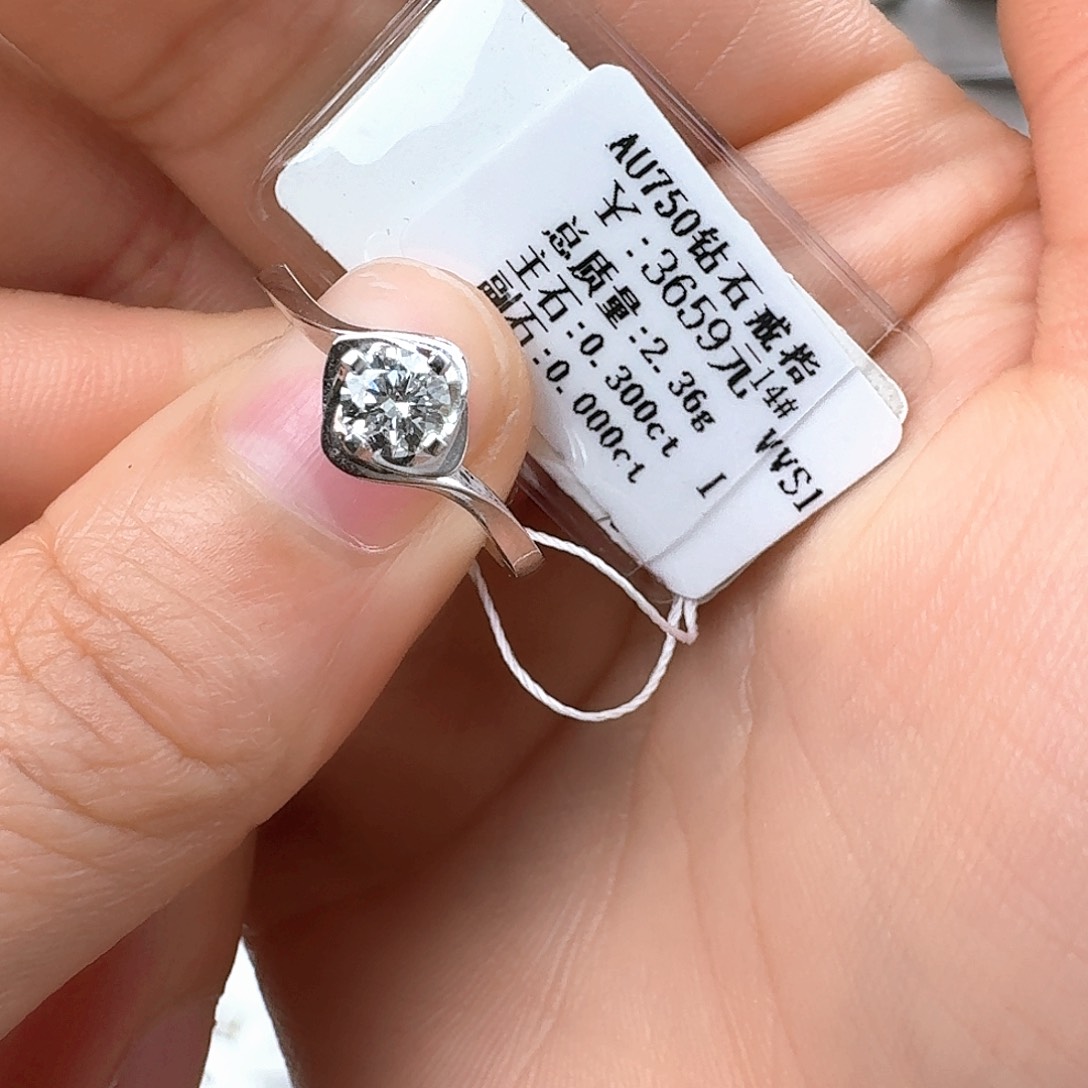 AU750钻石戒指
Y:3659元 14#
总质量:2.36g
主石:0.300ct I VVS1
副石:0.000ct